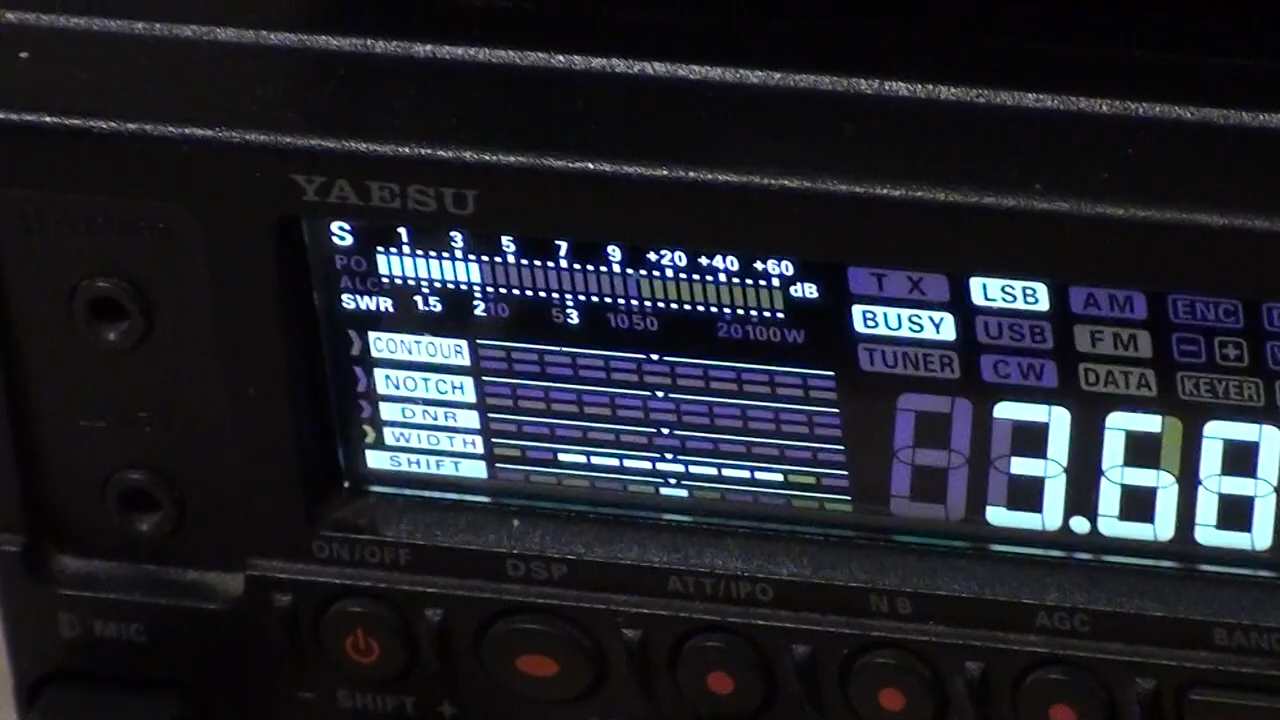 YAESU
S 1 3 5 7 9 +20 +40 +60 dB
PO
ALC
SWR 1.5 2 10 5 3 10 50 20 100 W
TX LSB AM ENC
BUSY USB FM - +
TUNER CW DATA KEYER
CONTOUR
NOTCH
DNR
WIDTH
SHIFT
3.68
ON/OFF DSP ATT/IPO NB AGC BAND
MIC
- SHIFT +